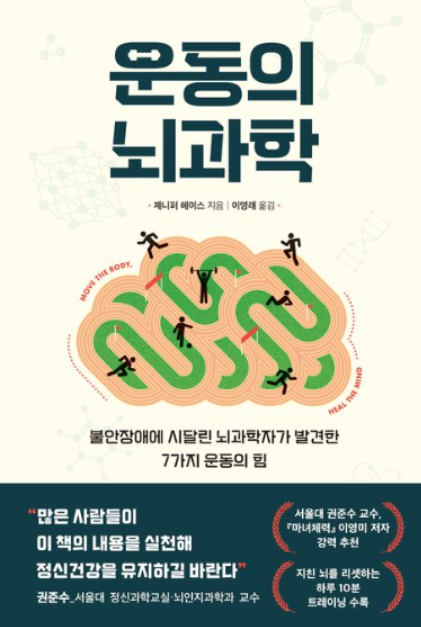 운동의
뇌과학
· 제니퍼 헤이스 지음 | 이영래 옮김 ·
MOVE THE BODY,
HEAL THE MIND
불안장애에 시달린 뇌과학자가 발견한
7가지 운동의 힘
“많은 사람들이
이 책의 내용을 실천해
정신건강을 유지하길 바란다”
권준수_서울대 정신과학교실·뇌인지과학과 교수
서울대 권준수 교수,
『마녀체력』 이영미 저자
강력 추천
지친 뇌를 리셋하는
하루 10분
트레이닝 수록